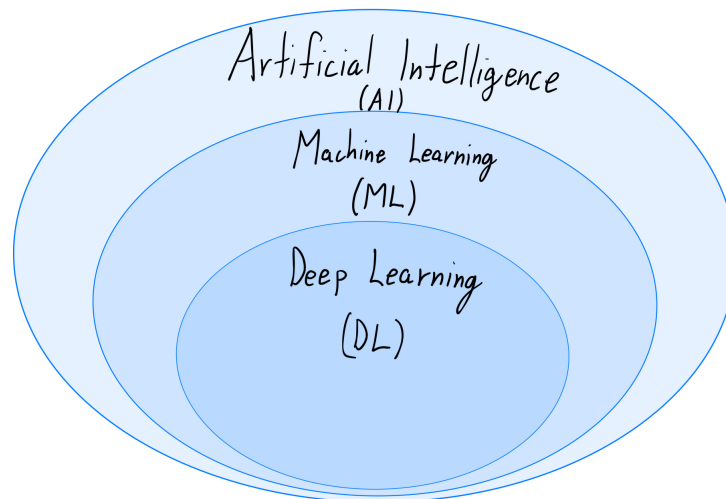 Artificial Intelligence
(AI)
Machine Learning
(ML)
Deep Learning
(DL)